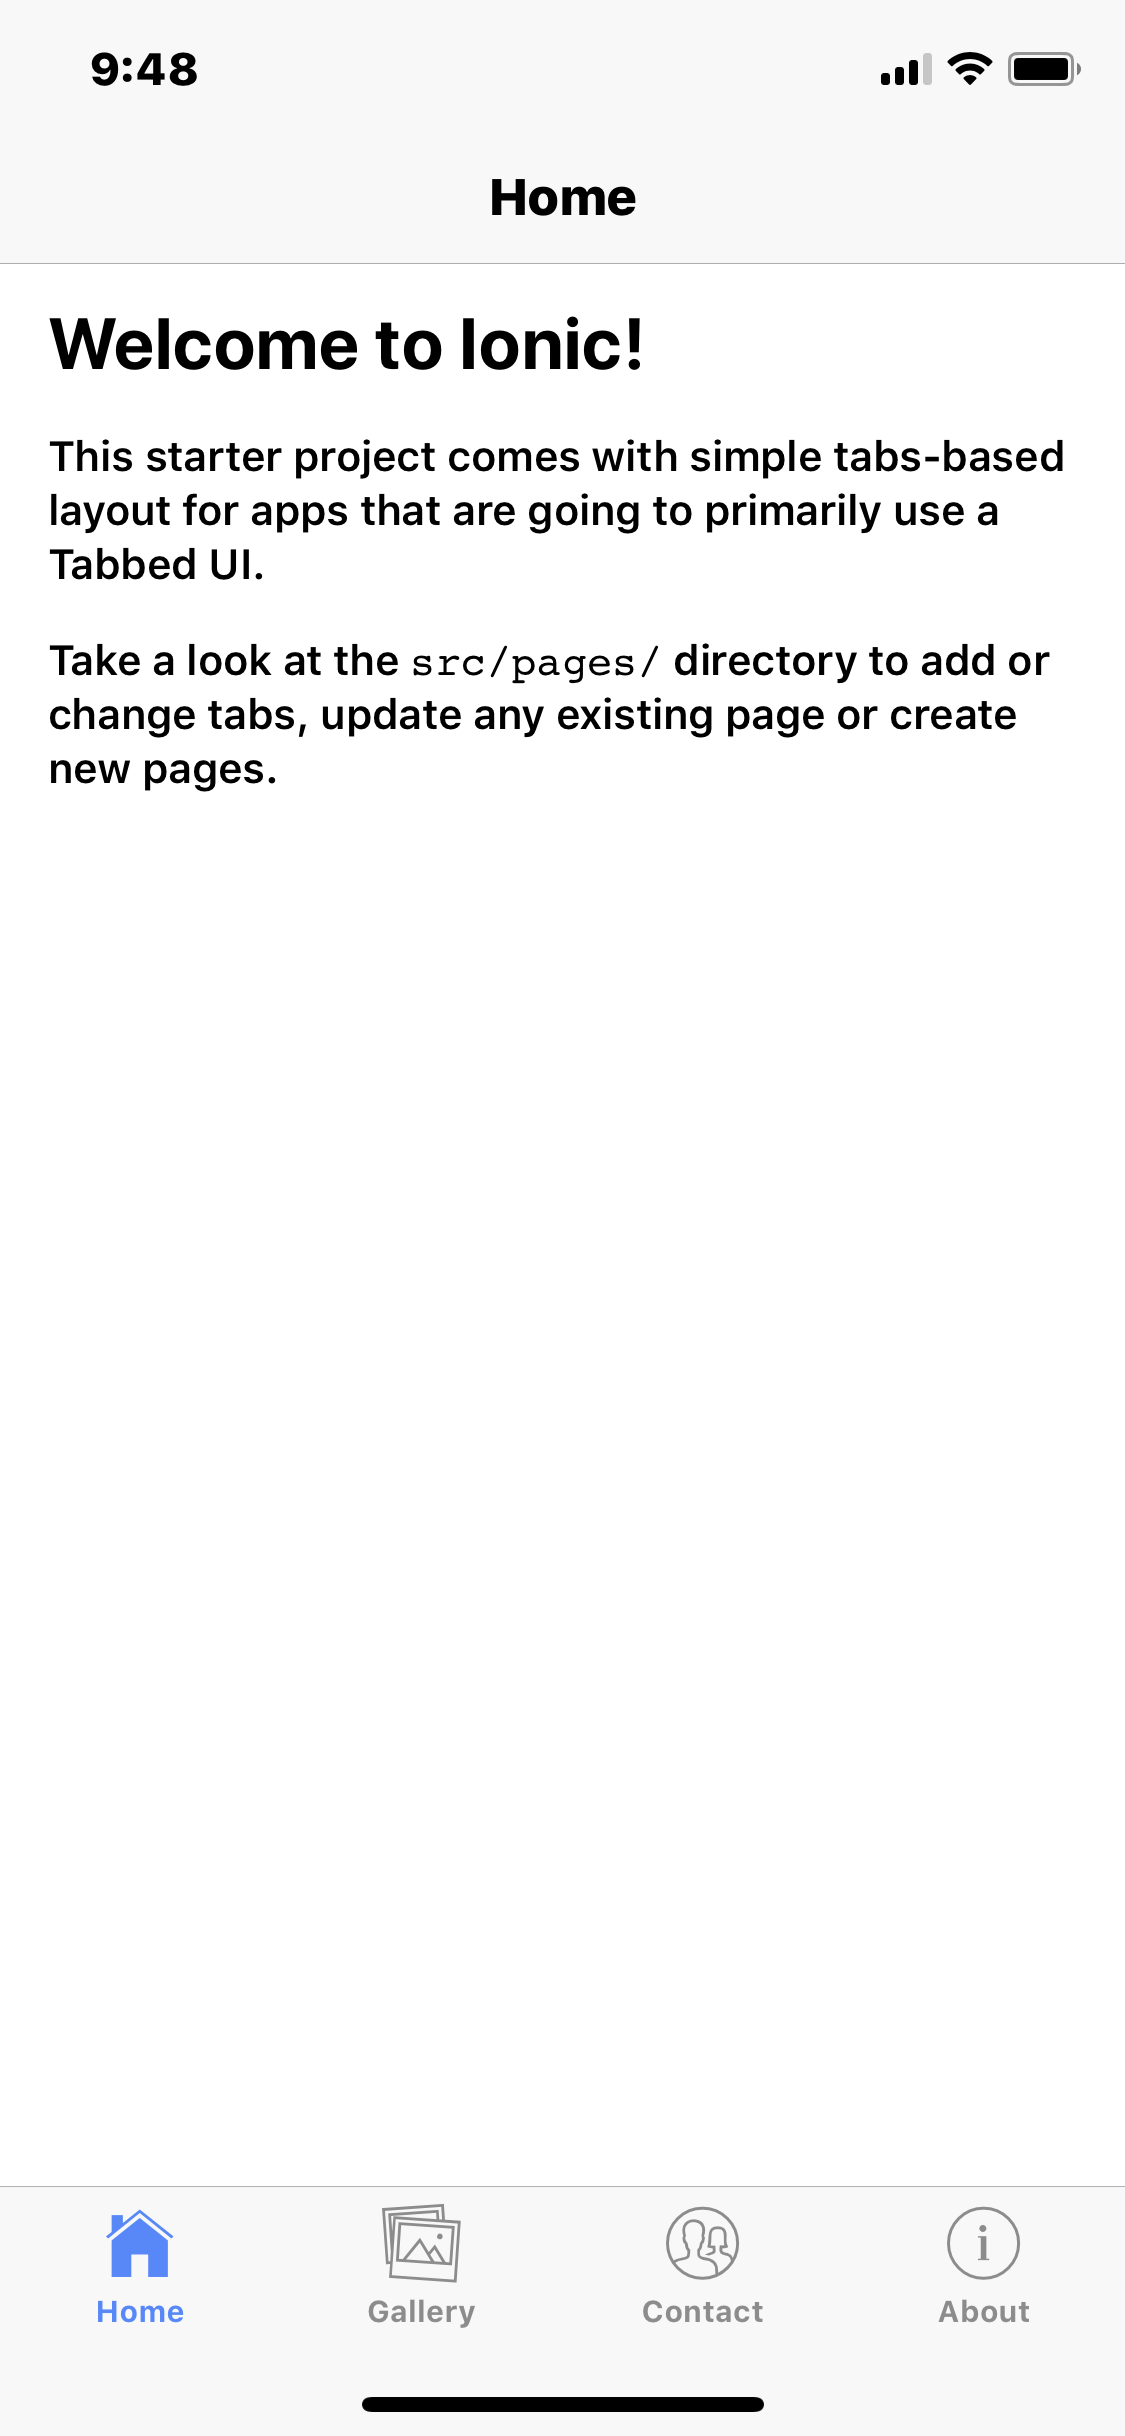 9:48
Home
Welcome to Ionic!
This starter project comes with simple tabs-based
layout for apps that are going to primarily use a
Tabbed UI.
Take a look at the src/pages/ directory to add or
change tabs, update any existing page or create
new pages.
Home
Gallery
Contact
About